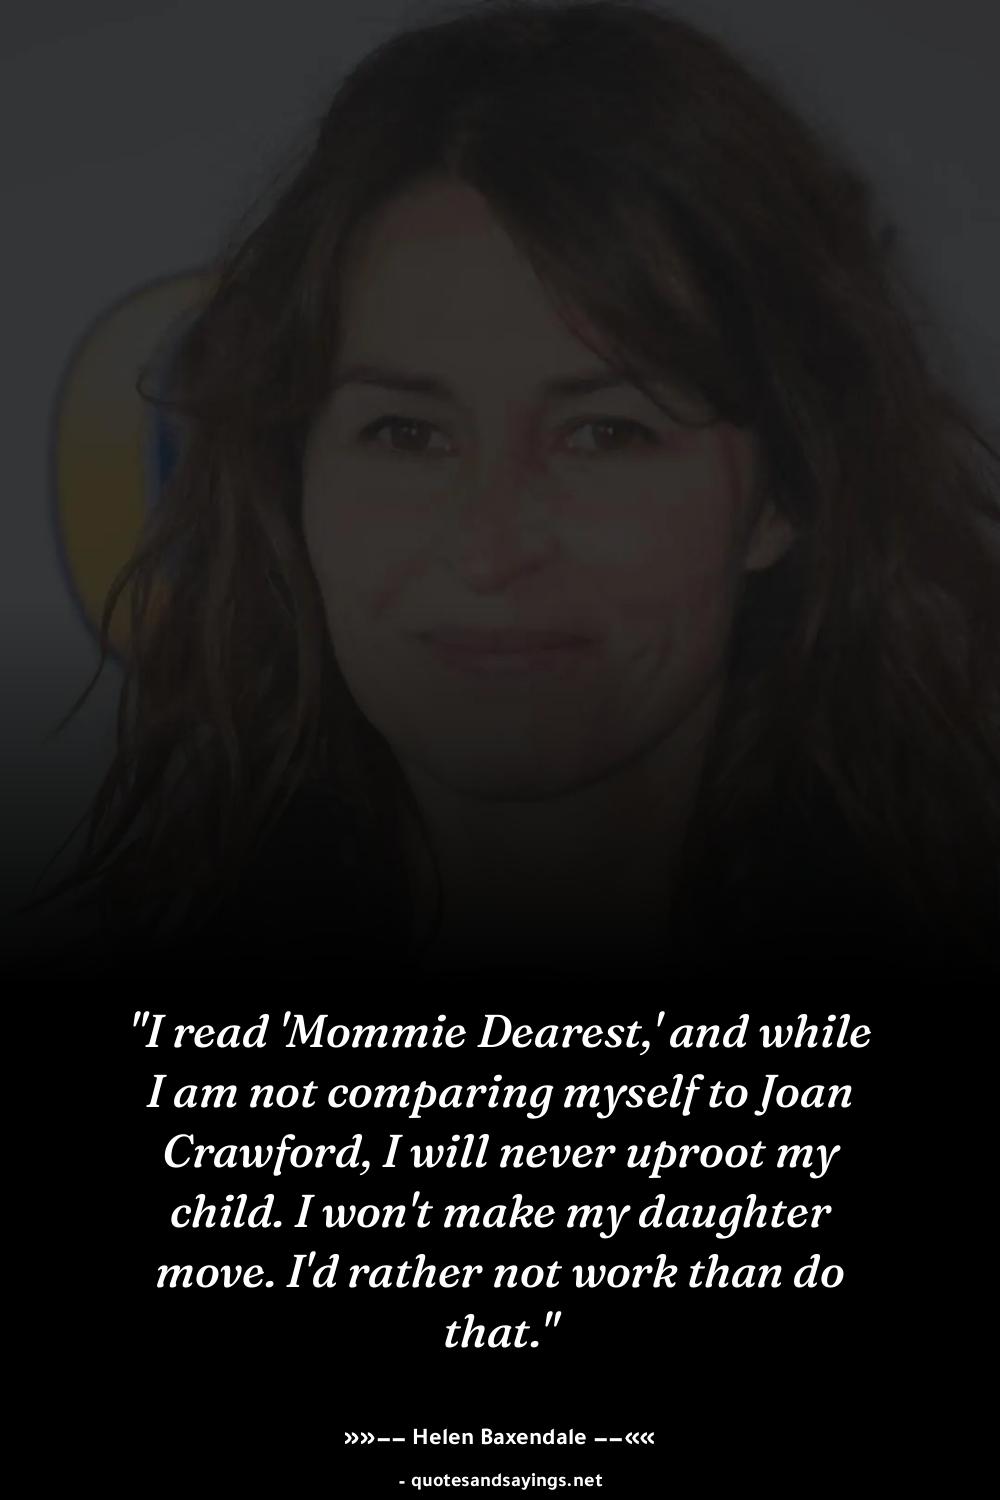 "I read 'Mommie Dearest,' and while
I am not comparing myself to Joan
Crawford, I will never uproot my
child. I won't make my daughter
move. I'd rather not work than do
that."
»»−− Helen Baxendale −−««
- quotesandsayings.net